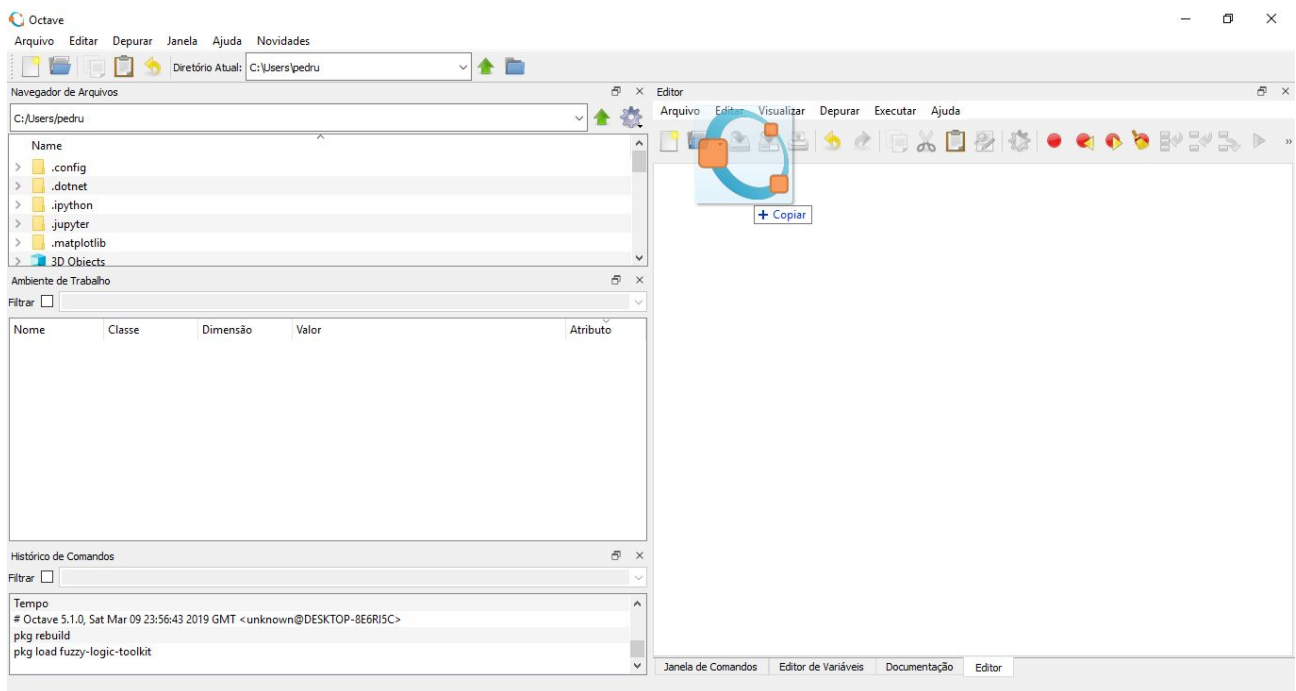 Octave
Arquivo Editar Depurar Janela Ajuda Novidades
Diretório Atual: C:\Users\pedru
Navegador de Arquivos
C:/Users/pedru
Name
.config
.dotnet
.ipython
.jupyter
.matplotlib
3D Objects
Ambiente de Trabalho
Filtrar
Nome Classe Dimensão Valor Atributo
Histórico de Comandos
Filtrar
Tempo
# Octave 5.1.0, Sat Mar 09 23:56:43 2019 GMT <unknown@DESKTOP-8E6RI5C>
pkg rebuild
pkg load fuzzy-logic-toolkit
Editor
Arquivo Editar Visualizar Depurar Executar Ajuda
+ Copiar
Janela de Comandos Editor de Variáveis Documentação Editor